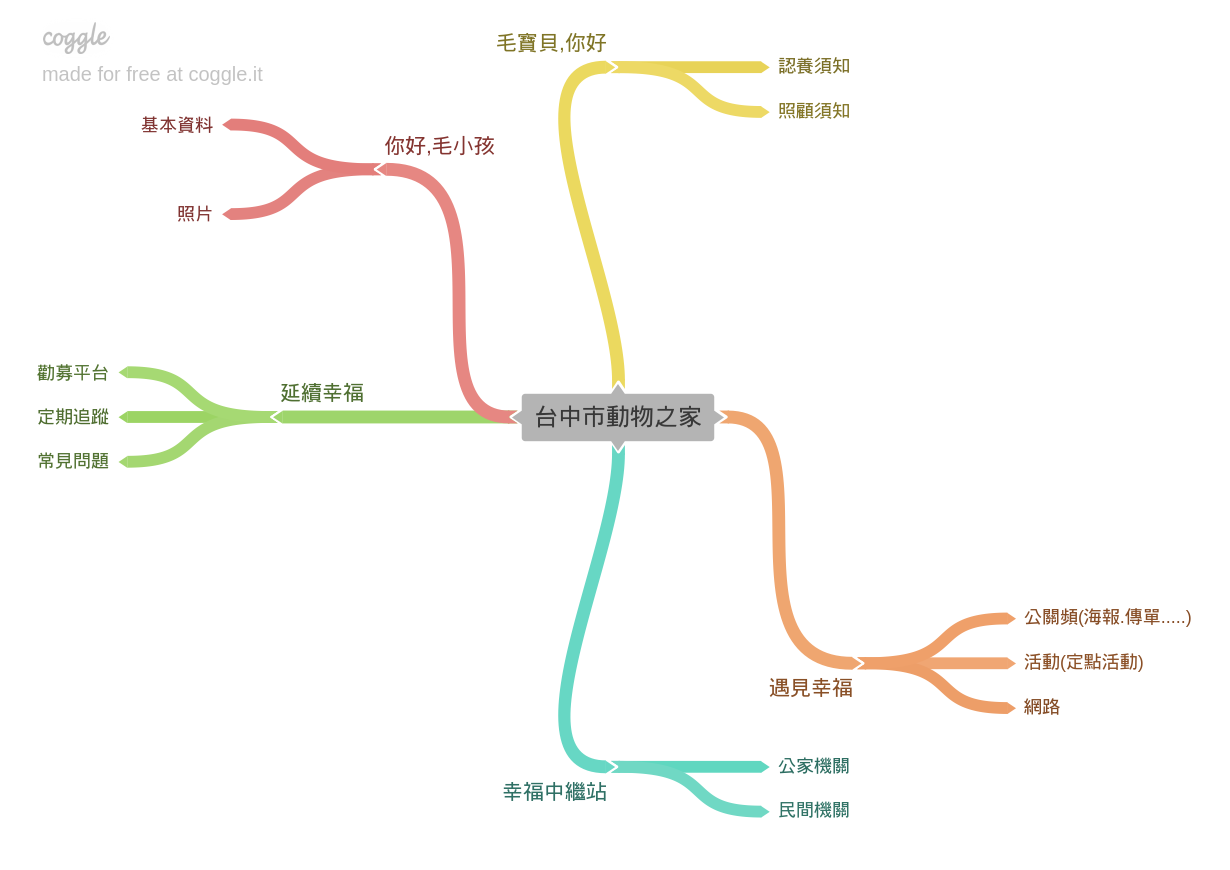 coggle
made for free at coggle.it
毛寶貝,你好
認養須知
照顧須知
你好,毛小孩
基本資料
照片
延續幸福
勸募平台
定期追蹤
常見問題
台中市動物之家
遇見幸福
公關頻(海報.傳單.....)
活動(定點活動)
網路
幸福中繼站
公家機關
民間機關